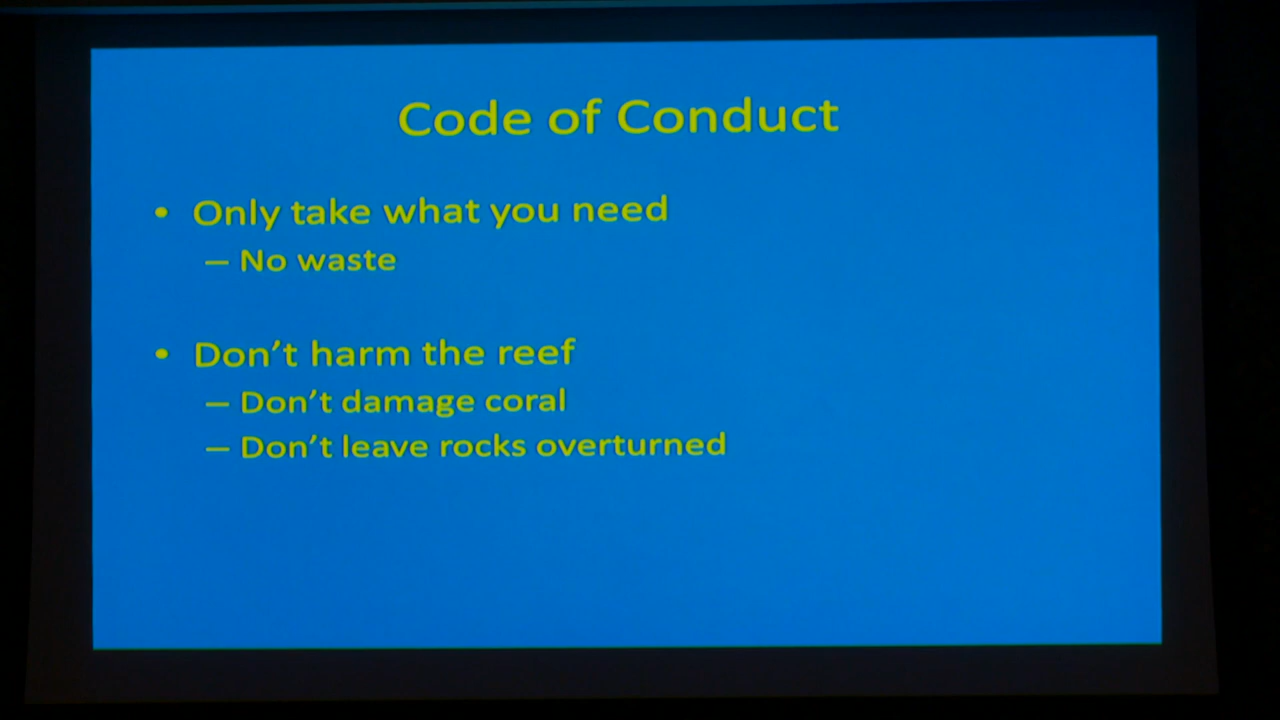 Code of Conduct
• Only take what you need
– No waste
• Don’t harm the reef
– Don’t damage coral
– Don’t leave rocks overturned